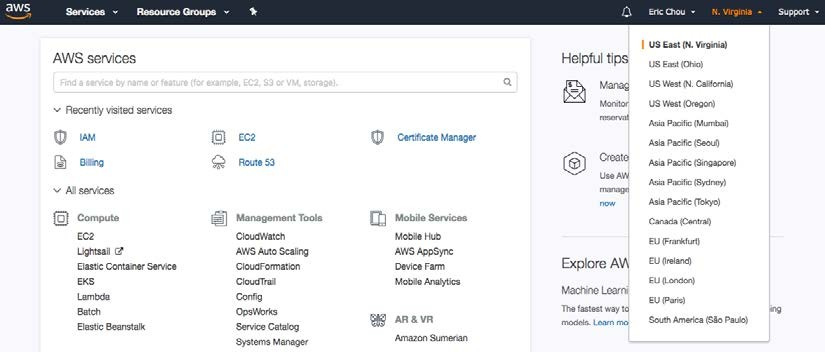 aws
Services
Resource Groups
Eric Chou
N. Virginia
Support
AWS services
Find a service by name or feature (for example, EC2, S3 or VM, storage).
Recently visited services
IAM
EC2
Certificate Manager
Billing
Route 53
All services
Compute
EC2
Lightsail
Elastic Container Service
EKS
Lambda
Batch
Elastic Beanstalk
Management Tools
CloudWatch
AWS Auto Scaling
CloudFormation
CloudTrail
Config
OpsWorks
Service Catalog
Systems Manager
Mobile Services
Mobile Hub
AWS AppSync
Device Farm
Mobile Analytics
AR & VR
Amazon Sumerian
Helpful tips
Manag
Monitor
reservat
Create
Use AW
manage
now
Explore AW
Machine Learni
The fastest way to
ing
models. Learn mo
US East (N. Virginia)
US East (Ohio)
US West (N. California)
US West (Oregon)
Asia Pacific (Mumbai)
Asia Pacific (Seoul)
Asia Pacific (Singapore)
Asia Pacific (Sydney)
Asia Pacific (Tokyo)
Canada (Central)
EU (Frankfurt)
EU (Ireland)
EU (London)
EU (Paris)
South America (São Paulo)